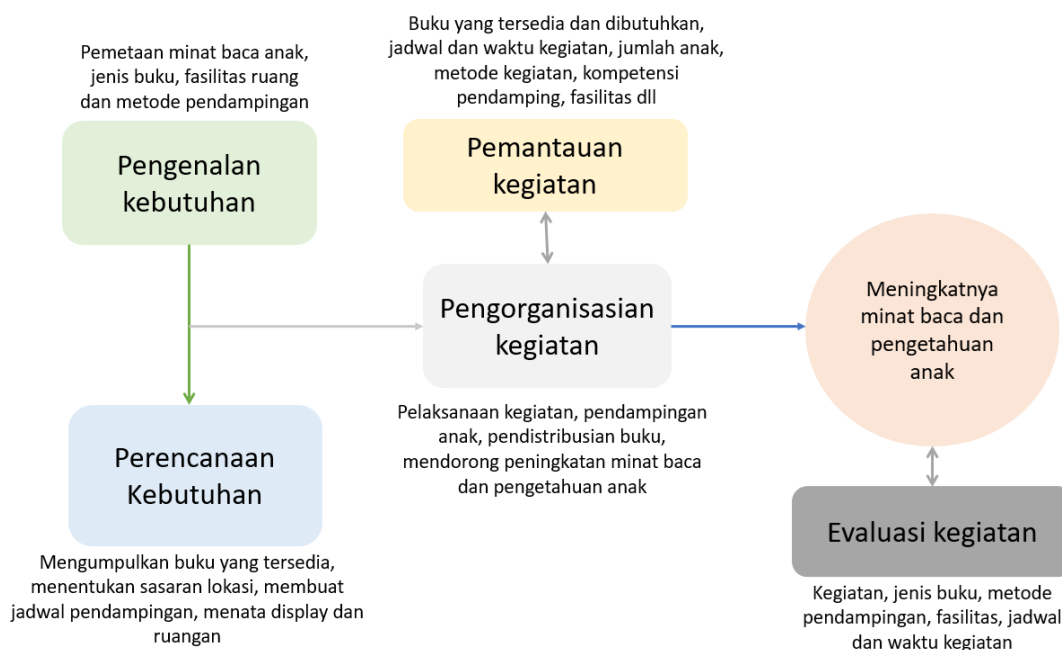 Pemetaan minat baca anak,
jenis buku, fasilitas ruang
dan metode pendampingan
Pengenalan
kebutuhan
Buku yang tersedia dan dibutuhkan,
jadwal dan waktu kegiatan, jumlah anak,
metode kegiatan, kompetensi
pendamping, fasilitas dll
Pemantauan
kegiatan
Pengorganisasian
kegiatan
Pelaksanaan kegiatan, pendampingan
anak, pendistribusian buku,
mendorong peningkatan minat baca
dan pengetahuan anak
Perencanaan
Kebutuhan
Mengumpulkan buku yang tersedia,
menentukan sasaran lokasi, membuat
jadwal pendampingan, menata display dan
ruangan
Meningkatnya
minat baca dan
pengetahuan
anak
Evaluasi kegiatan
Kegiatan, jenis buku, metode
pendampingan, fasilitas, jadwal
dan waktu kegiatan